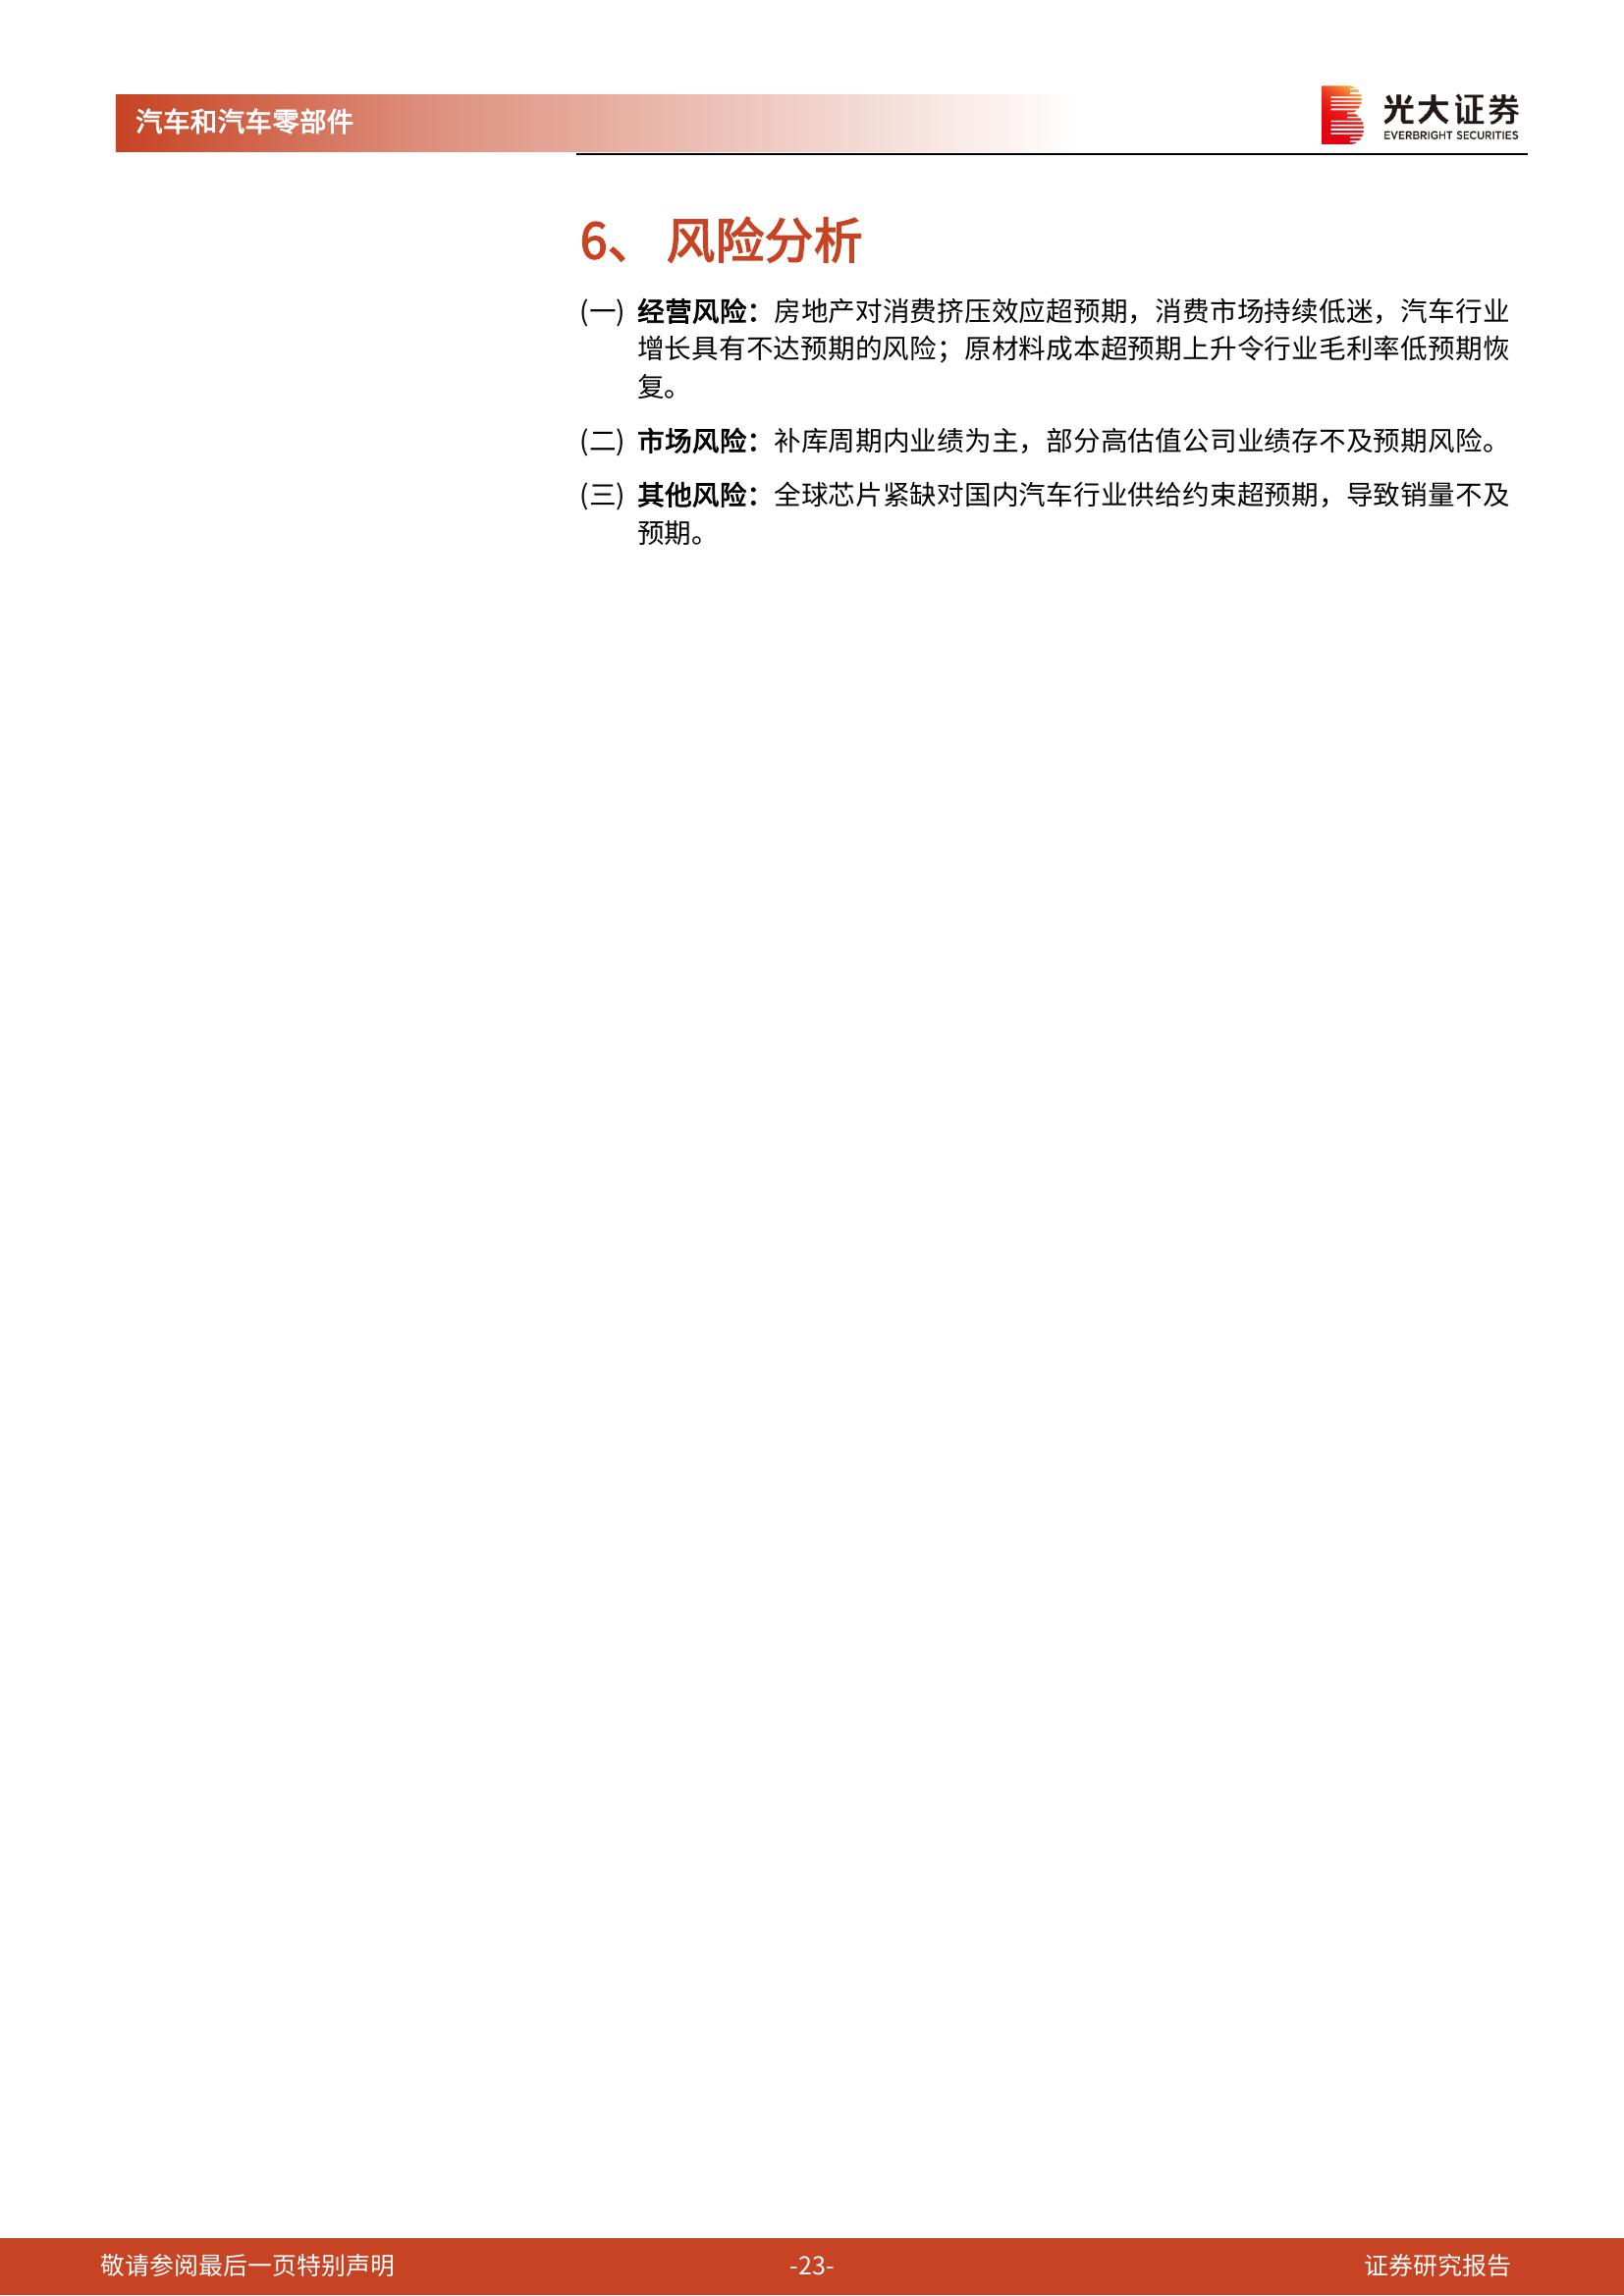 汽车和汽车零部件
光大证券
EVERBRIGHT SECURITIES
6、 风险分析
(一) 经营风险：房地产对消费挤压效应超预期，消费市场持续低迷，汽车行业
增长具有不达预期的风险；原材料成本超预期上升令行业毛利率低预期恢
复。
(二) 市场风险：补库周期内业绩为主，部分高估值公司业绩存不及预期风险。
(三) 其他风险：全球芯片紧缺对国内汽车行业供给约束超预期，导致销量不及
预期。
敬请参阅最后一页特别声明
-23-
证券研究报告